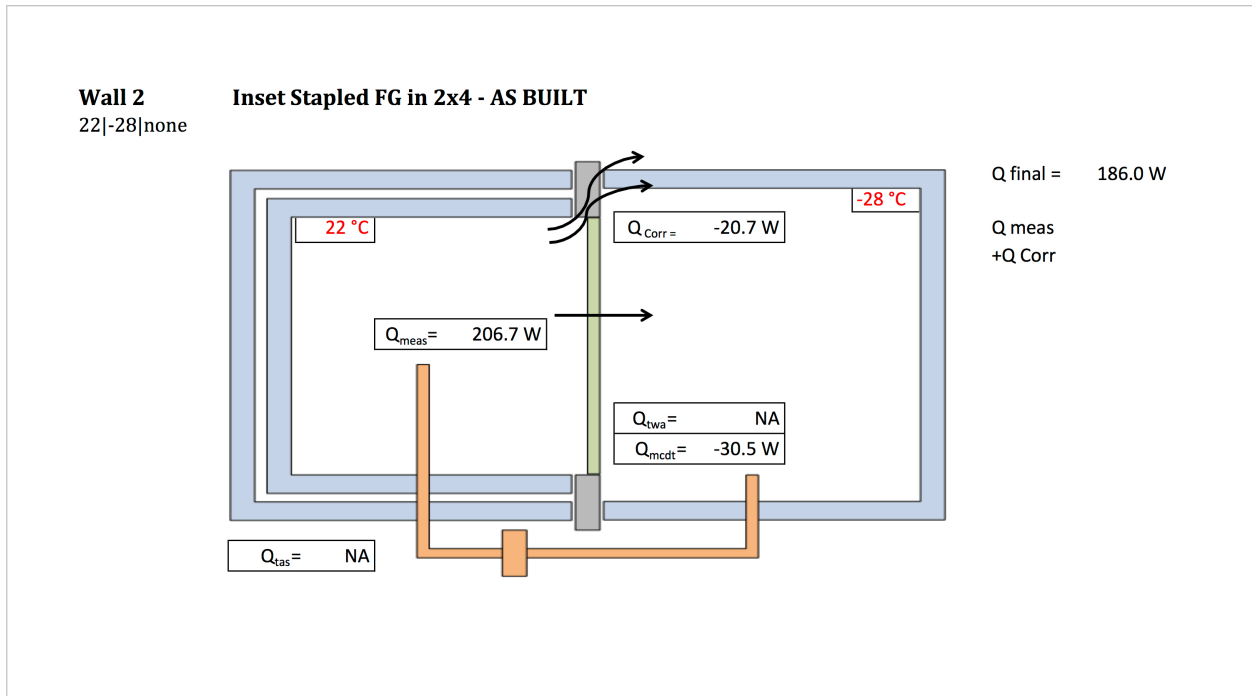 Wall 2 Inset Stapled FG in 2x4 - AS BUILT
22|-28|none
Q final = 186.0 W
-28 °C
22 °C
Q Corr = -20.7 W
Q meas
+Q Corr
Qmeas= 206.7 W
Qtwa= NA
Qmcdt= -30.5 W
Qtas= NA